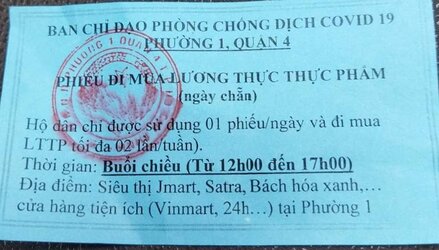 BAN CHỈ ĐẠO PHÒNG CHỐNG DỊCH COVID 19
PHƯỜNG 1, QUẬN 4
PHIẾU ĐI MUA LƯƠNG THỰC THỰC PHẨM
(ngày chẵn)
Hộ dân chỉ được sử dụng 01 phiếu/ngày và đi mua
LTTP tối đa 02 lần/tuần).
Thời gian: Buổi chiều (Từ 12h00 đến 17h00)
Địa điểm: Siêu thị Jmart, Satra, Bách hóa xanh,...
cửa hàng tiện ích (Vinmart, 24h...) tại Phường 1